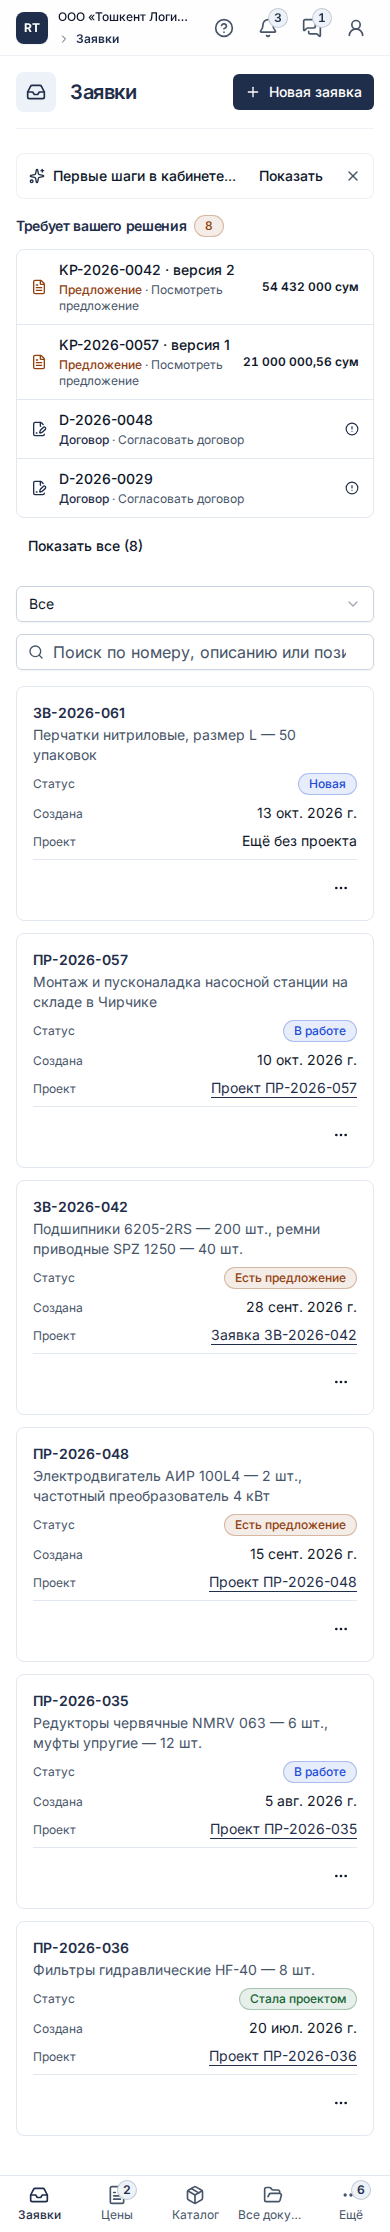 RT
ООО «Тошкент Логи...
> Заявки
3
1
Заявки
+ Новая заявка
Первые шаги в кабинете...
Показать
Требует вашего решения 8
KP-2026-0042 · версия 2
Предложение · Посмотреть
предложение
54 432 000 сум
KP-2026-0057 · версия 1
Предложение · Посмотреть
предложение
21 000 000,56 сум
D-2026-0048
Договор · Согласовать договор
D-2026-0029
Договор · Согласовать договор
Показать все (8)
Все
Поиск по номеру, описанию или пози
ЗВ-2026-061
Перчатки нитриловые, размер L — 50
упаковок
Статус Новая
Создана 13 окт. 2026 г.
Проект Ещё без проекта
...
ПР-2026-057
Монтаж и пусконаладка насосной станции на
складе в Чирчике
Статус В работе
Создана 10 окт. 2026 г.
Проект Проект ПР-2026-057
...
ЗВ-2026-042
Подшипники 6205-2RS — 200 шт., ремни
приводные SPZ 1250 — 40 шт.
Статус Есть предложение
Создана 28 сент. 2026 г.
Проект Заявка ЗВ-2026-042
...
ПР-2026-048
Электродвигатель АИР 100L4 — 2 шт.,
частотный преобразователь 4 кВт
Статус Есть предложение
Создана 15 сент. 2026 г.
Проект Проект ПР-2026-048
...
ПР-2026-035
Редукторы червячные NMRV 063 — 6 шт.,
муфты упругие — 12 шт.
Статус В работе
Создана 5 авг. 2026 г.
Проект Проект ПР-2026-035
...
ПР-2026-036
Фильтры гидравлические HF-40 — 8 шт.
Статус Стала проектом
Создана 20 июл. 2026 г.
Проект Проект ПР-2026-036
...
2
6
Заявки
Цены
Каталог
Все доку...
Ещё